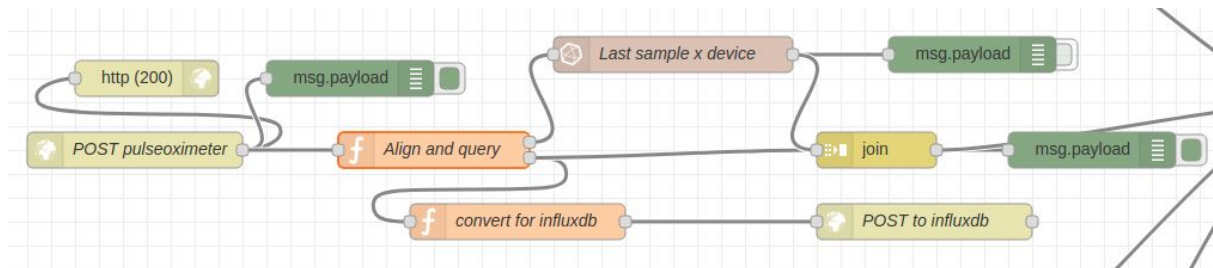 Last sample x device
msg.payload
http (200)
msg.payload
POST pulseoximeter
Align and query
join
msg.payload
convert for influxdb
POST to influxdb